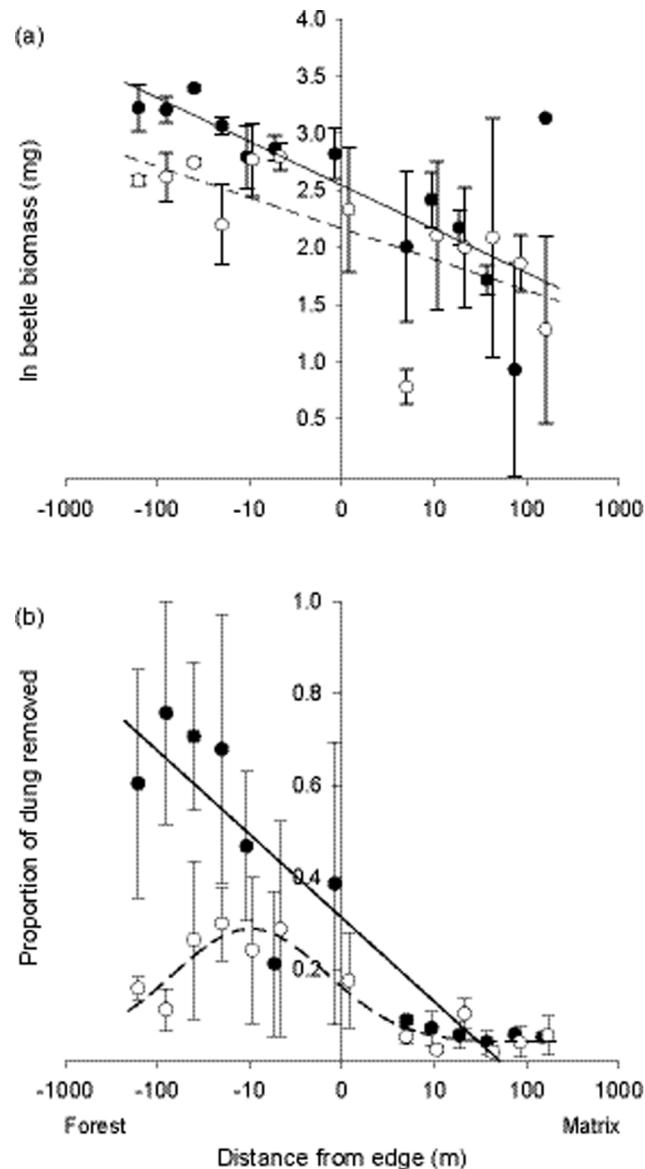 (a)
4.0
3.5
3.0
2.5
2.0
1.5
1.0
0.5
ln beetle biomass (mg)
-1000 -100 -10 0 10 100 1000
(b)
1.0
0.8
0.6
0.4
0.2
Proportion of dung removed
-1000 -100 -10 0 10 100 1000
Forest Matrix
Distance from edge (m)